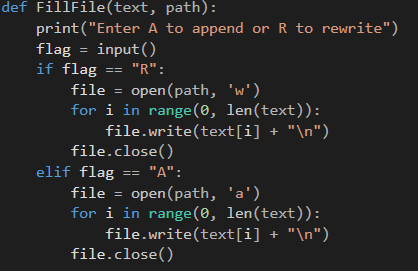 def FillFile(text, path):
    print("Enter A to append or R to rewrite")
    flag = input()
    if flag == "R":
        file = open(path, 'w')
        for i in range(0, len(text)):
            file.write(text[i] + "\n")
        file.close()
    elif flag == "A":
        file = open(path, 'a')
        for i in range(0, len(text)):
            file.write(text[i] + "\n")
        file.close()